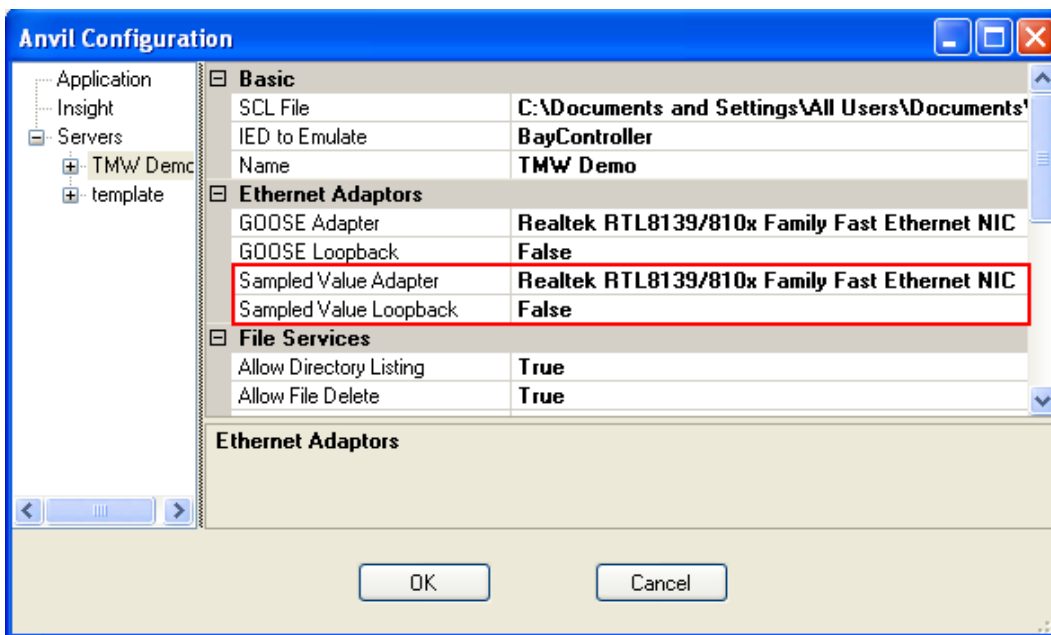 Anvil Configuration
Application
Insight
Servers
TMW Demo
template
Basic
SCL File C:\Documents and Settings\All Users\Documents\
IED to Emulate BayController
Name TMW Demo
Ethernet Adaptors
GOOSE Adapter Realtek RTL8139/810x Family Fast Ethernet NIC
GOOSE Loopback False
Sampled Value Adapter Realtek RTL8139/810x Family Fast Ethernet NIC
Sampled Value Loopback False
File Services
Allow Directory Listing True
Allow File Delete True
Ethernet Adaptors
OK Cancel